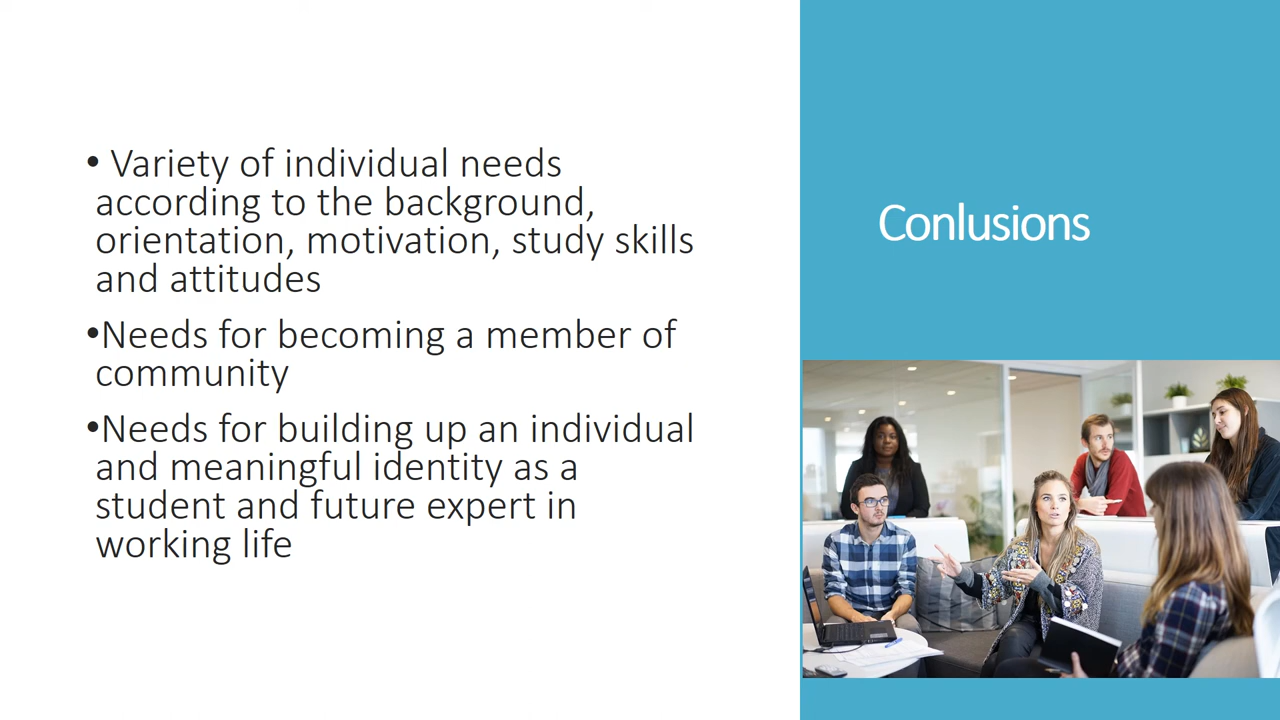 • Variety of individual needs
according to the background,
orientation, motivation, study skills
and attitudes
•Needs for becoming a member of
community
•Needs for building up an individual
and meaningful identity as a
student and future expert in
working life
Conlusions